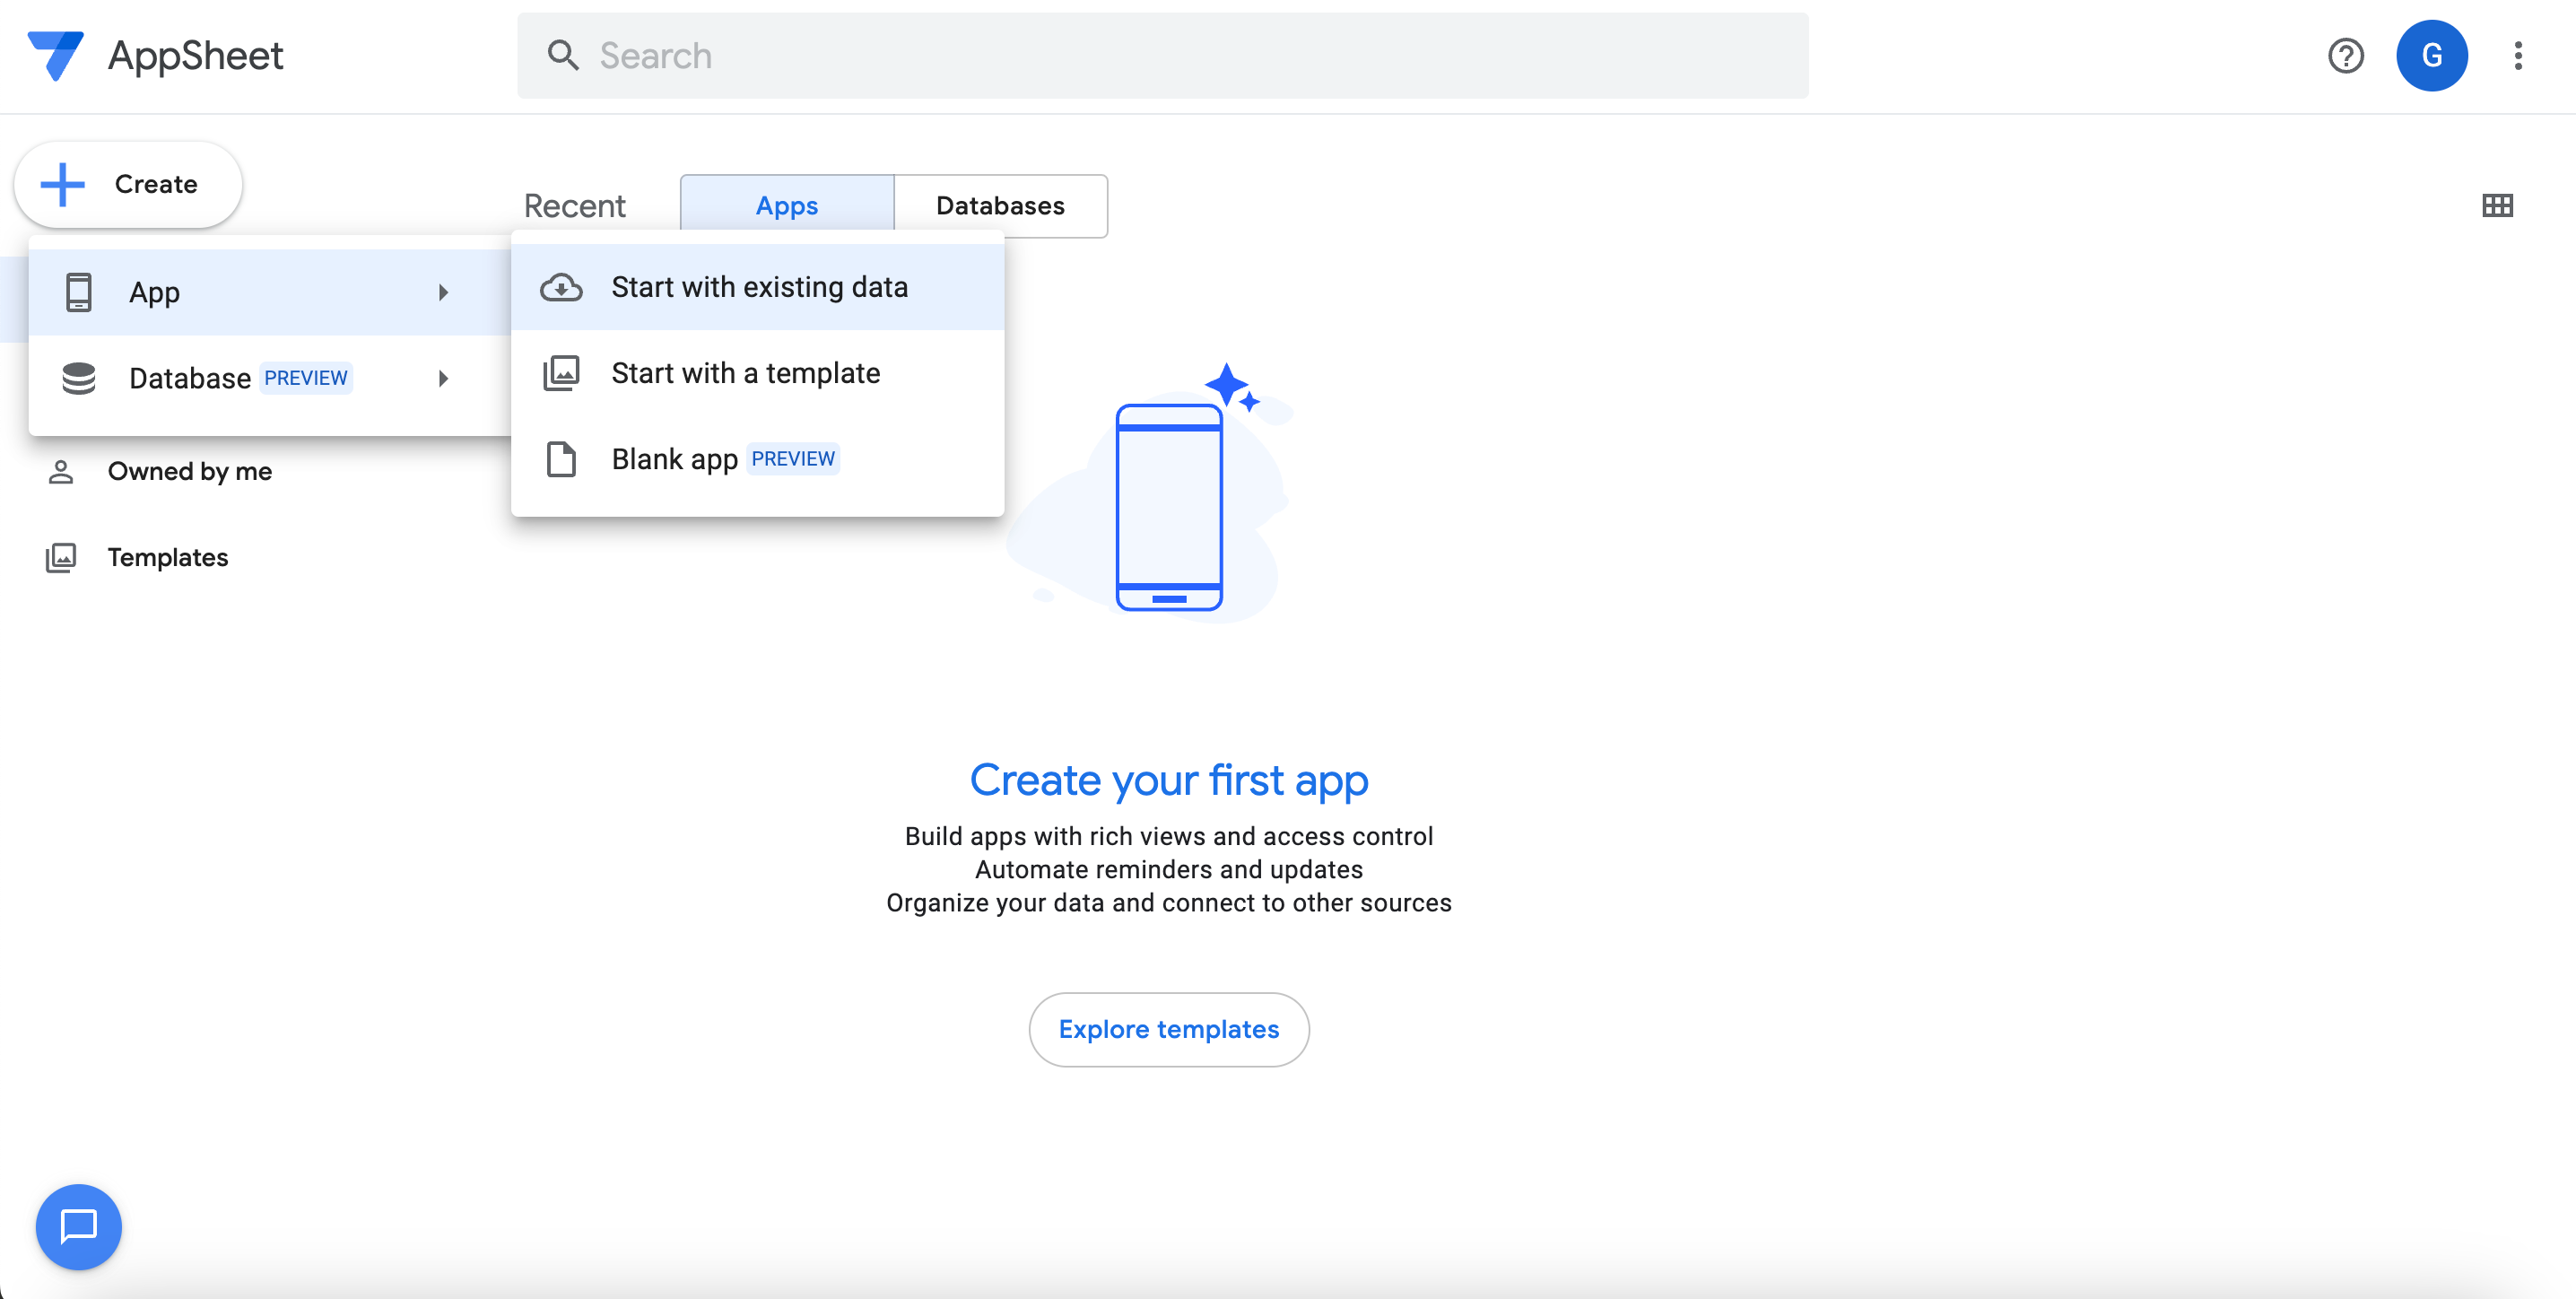 AppSheet
Search
G
Create
Recent
Apps
Databases
App
Database PREVIEW
Start with existing data
Start with a template
Blank app PREVIEW
Owned by me
Templates
Create your first app
Build apps with rich views and access control
Automate reminders and updates
Organize your data and connect to other sources
Explore templates